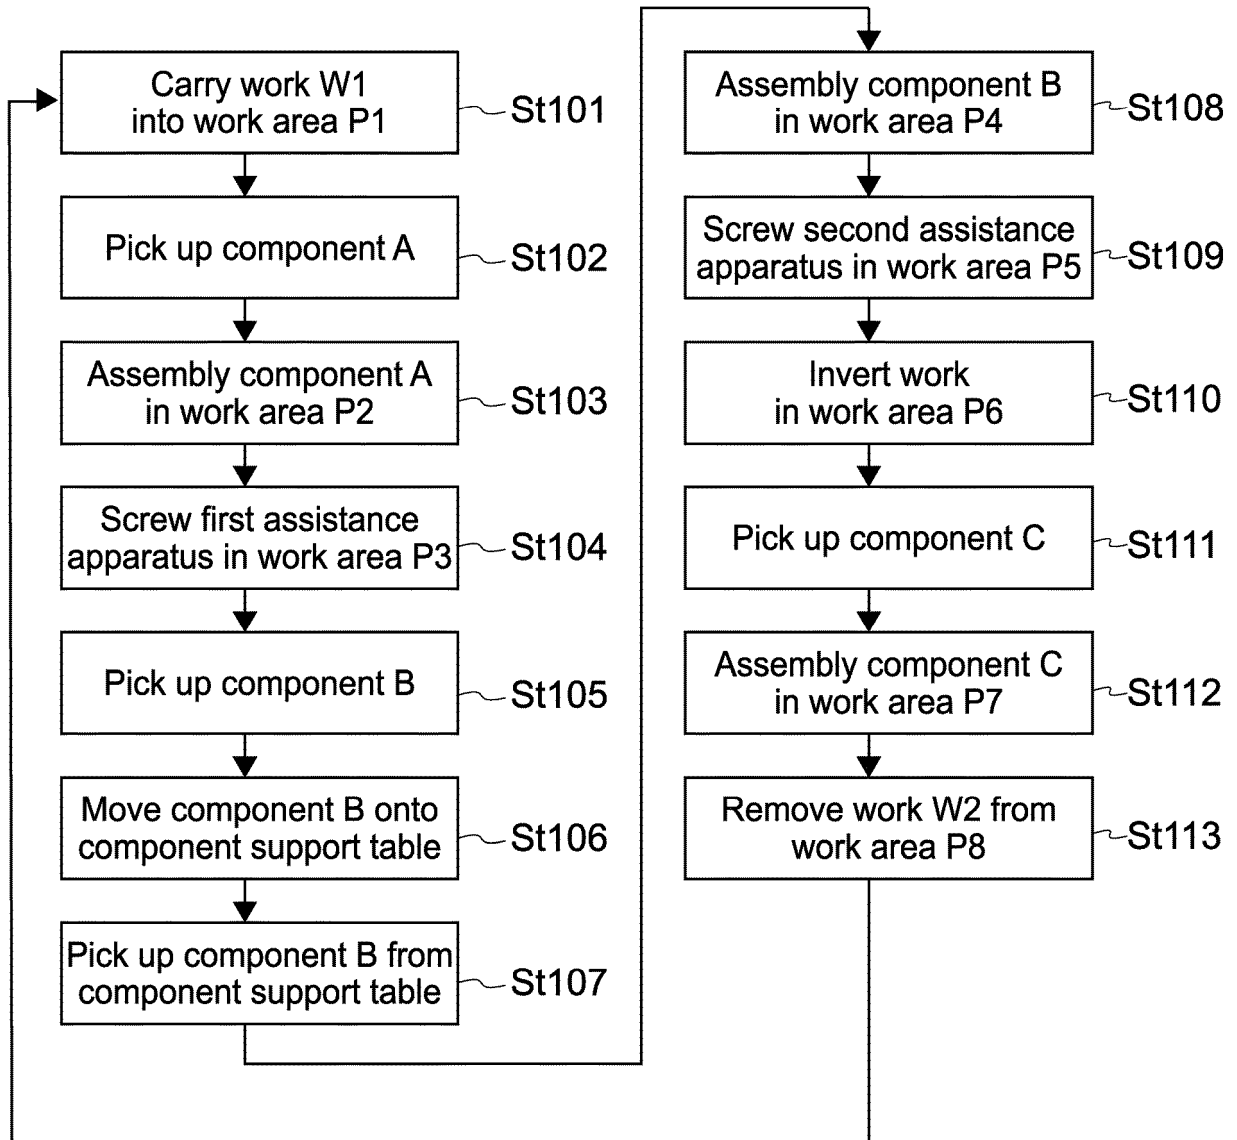 Carry work W1
into work area P1
St101
Pick up component A
St102
Assembly component A
in work area P2
St103
Screw first assistance
apparatus in work area P3
St104
Pick up component B
St105
Move component B onto
component support table
St106
Pick up component B from
component support table
St107
Assembly component B
in work area P4
St108
Screw second assistance
apparatus in work area P5
St109
Invert work
in work area P6
St110
Pick up component C
St111
Assembly component C
in work area P7
St112
Remove work W2 from
work area P8
St113